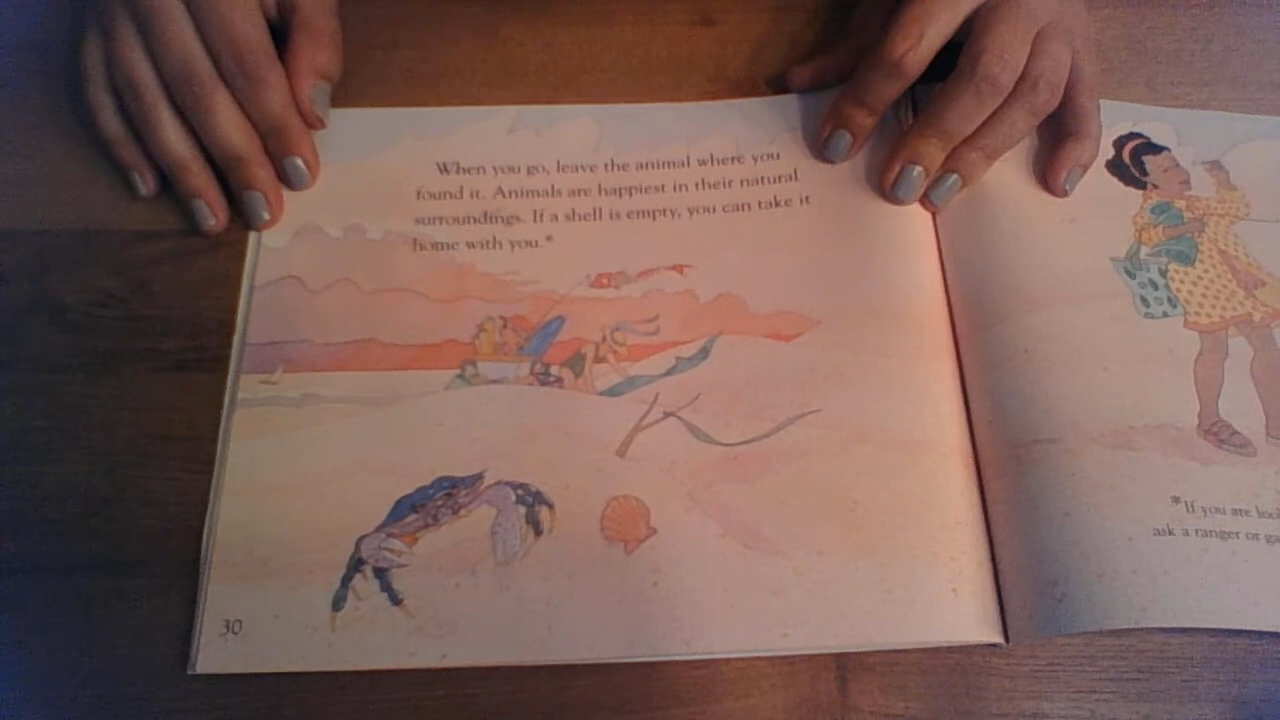 When you go, leave the animal where you
found it. Animals are happiest in their natural
surroundings. If a shell is empty, you can take it
home with you.*
30
*If you are
ask a ranger or